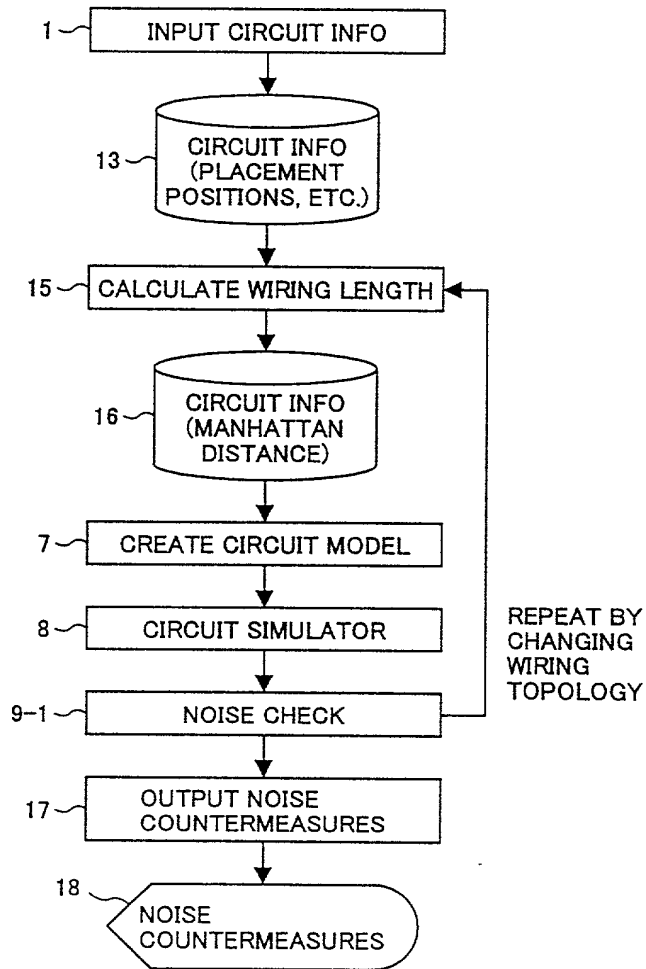 1 INPUT CIRCUIT INFO
13 CIRCUIT INFO
(PLACEMENT
POSITIONS, ETC.)
15 CALCULATE WIRING LENGTH
16 CIRCUIT INFO
(MANHATTAN
DISTANCE)
7 CREATE CIRCUIT MODEL
8 CIRCUIT SIMULATOR
9-1 NOISE CHECK
REPEAT BY
CHANGING
WIRING
TOPOLOGY
17 OUTPUT NOISE
COUNTERMEASURES
18 NOISE
COUNTERMEASURES